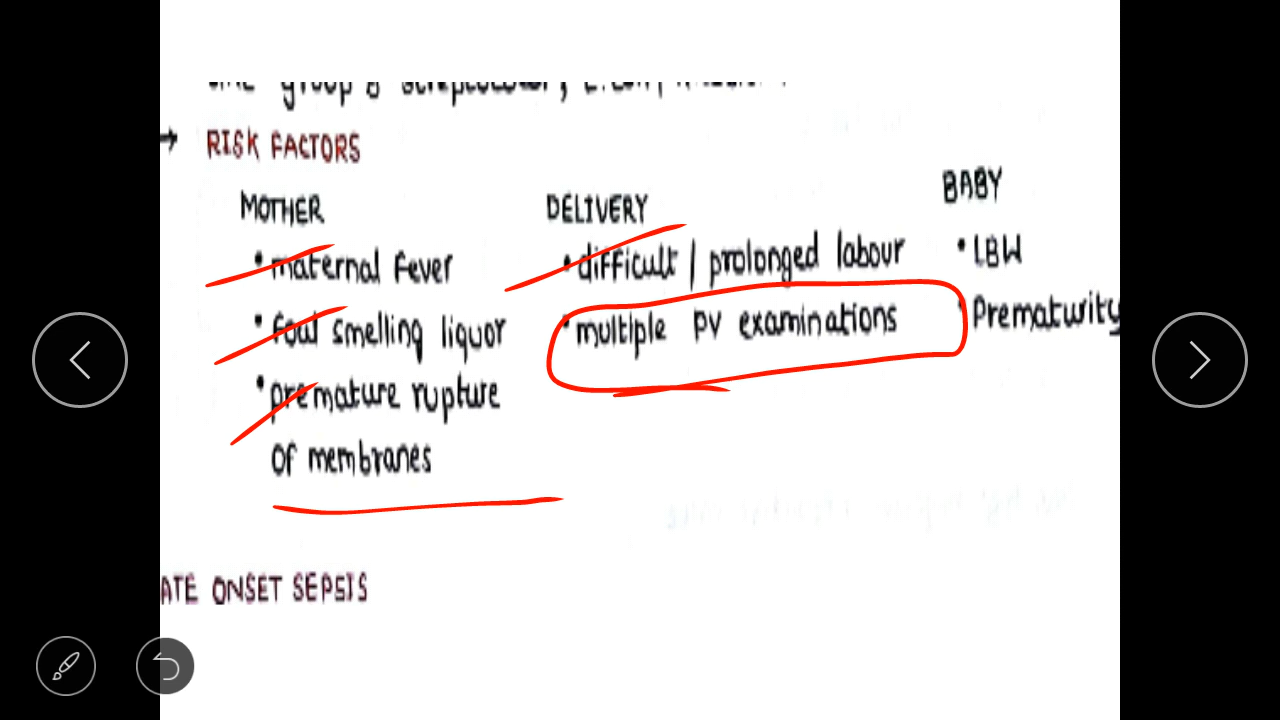 group B
→ RISK FACTORS
MOTHER DELIVERY BABY
• maternal fever • difficult / prolonged labour • LBW
• foul smelling liquor • multiple PV examinations • Prematurity
• premature rupture
of membranes
ATE ONSET SEPSIS